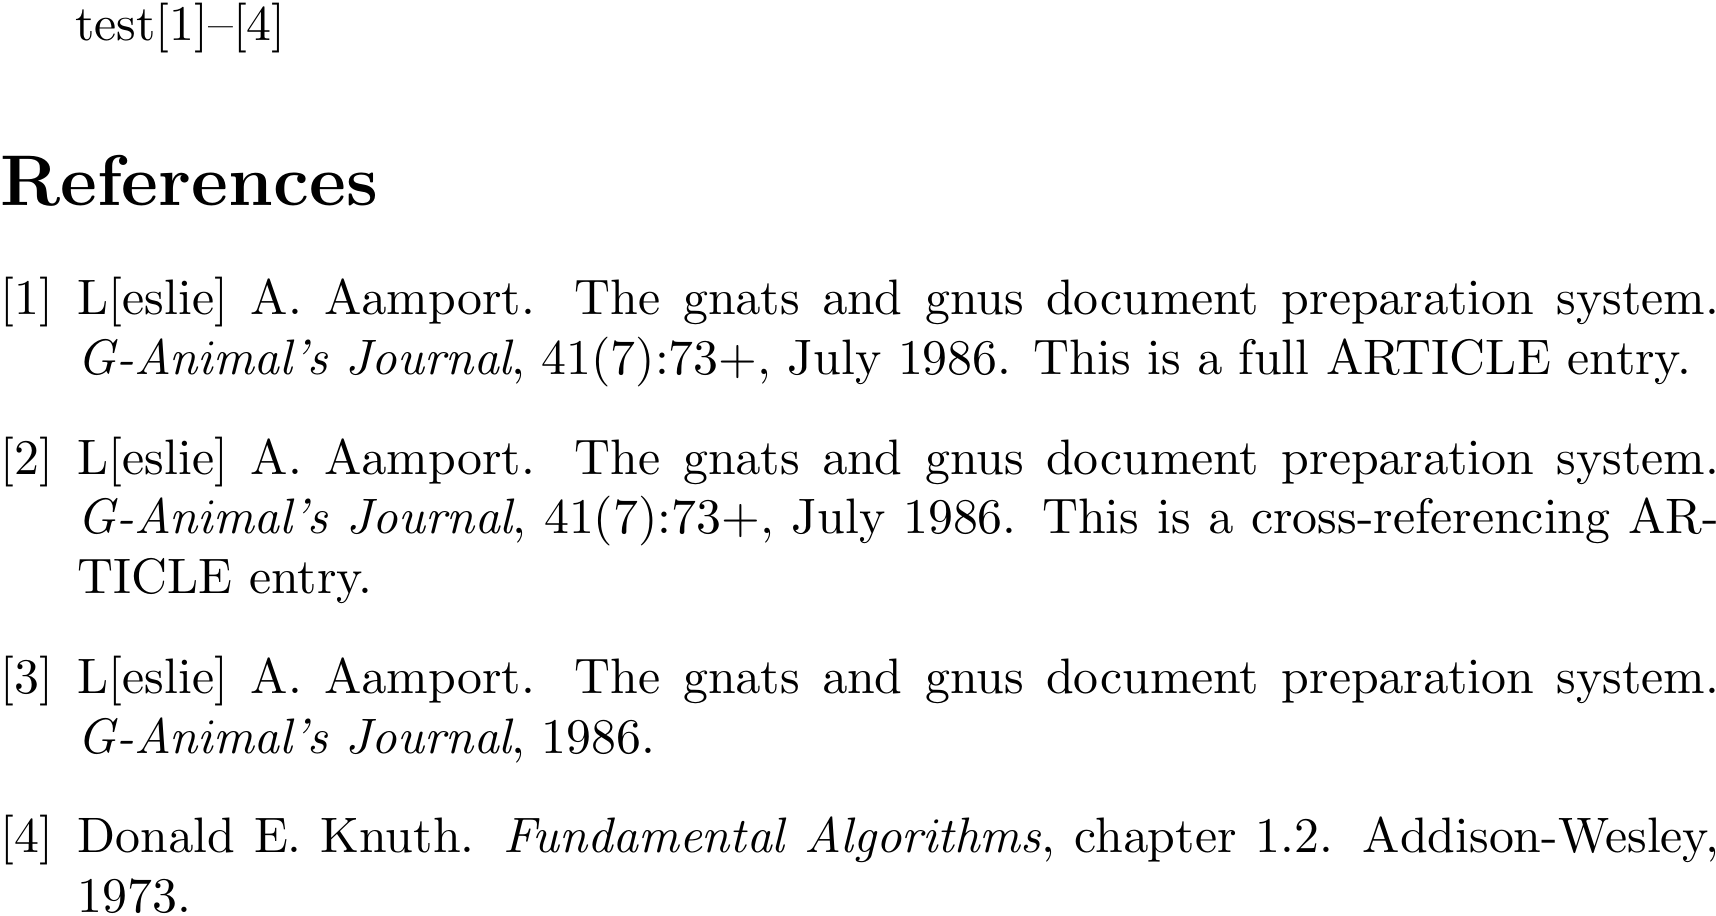 test[1]–[4]
References
[1] L[eslie] A. Aamport. The gnats and gnus document preparation system.
G-Animal's Journal, 41(7):73+, July 1986. This is a full ARTICLE entry.
[2] L[eslie] A. Aamport. The gnats and gnus document preparation system.
G-Animal's Journal, 41(7):73+, July 1986. This is a cross-referencing AR-
TICLE entry.
[3] L[eslie] A. Aamport. The gnats and gnus document preparation system.
G-Animal's Journal, 1986.
[4] Donald E. Knuth. Fundamental Algorithms, chapter 1.2. Addison-Wesley,
1973.